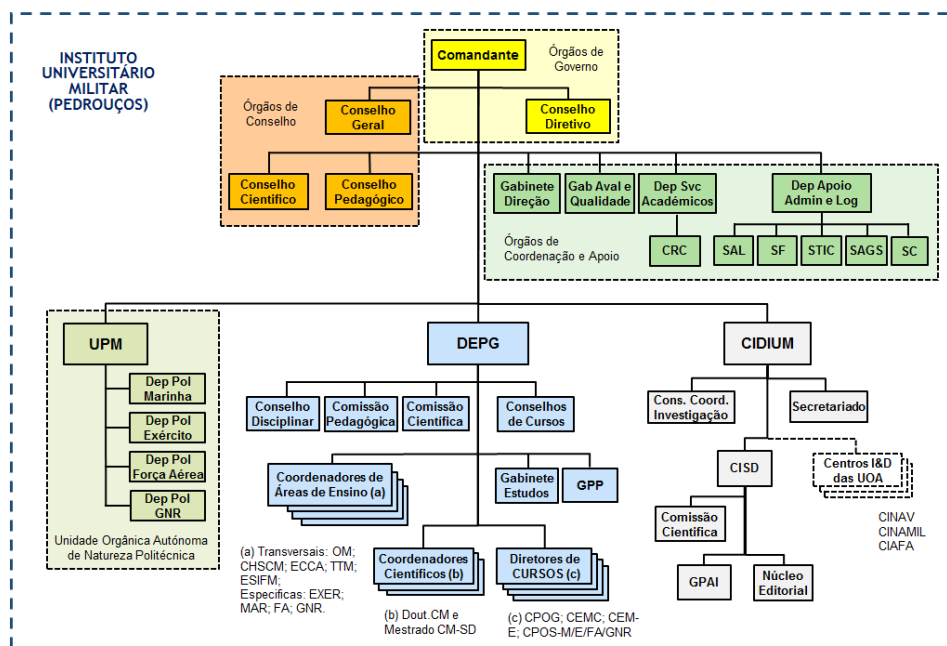 INSTITUTO
UNIVERSITÁRIO
MILITAR
(PEDROUÇOS)
Comandante
Órgãos de
Governo
Órgãos de
Conselho
Conselho
Geral
Conselho
Diretivo
Conselho
Científico
Conselho
Pedagógico
Gabinete
Direção
Gab Aval e
Qualidade
Dep Svc
Académicos
Dep Apoio
Admin e Log
Órgãos de
Coordenação e Apoio
CRC
SAL
SF
STIC
SAGS
SC
UPM
DEPG
CIDIUM
Dep Pol
Marinha
Dep Pol
Exército
Dep Pol
Força Aérea
Dep Pol
GNR
Unidade Orgânica Autónoma
de Natureza Politécnica
Conselho
Disciplinar
Comissão
Pedagógica
Comissão
Científica
Conselhos
de Cursos
Cons. Coord.
Investigação
Secretariado
Coordenadores de
Áreas de Ensino (a)
Gabinete
Estudos
GPP
CISD
Centros I&D
das UOA
CINAV
CINAMIL
CIAFA
Comissão
Científica
(a) Transversais: OM;
CHSCM; ECCA; TTM;
ESIFM;
Especificas: EXER;
MAR; FA; GNR.
Coordenadores
Científicos (b)
Diretores de
CURSOS (c)
GPAI
Núcleo
Editorial
(b) Dout.CM e
Mestrado CM-SD
(c) CPOG; CEMC; CEM-
E; CPOS-M/E/FA/GNR